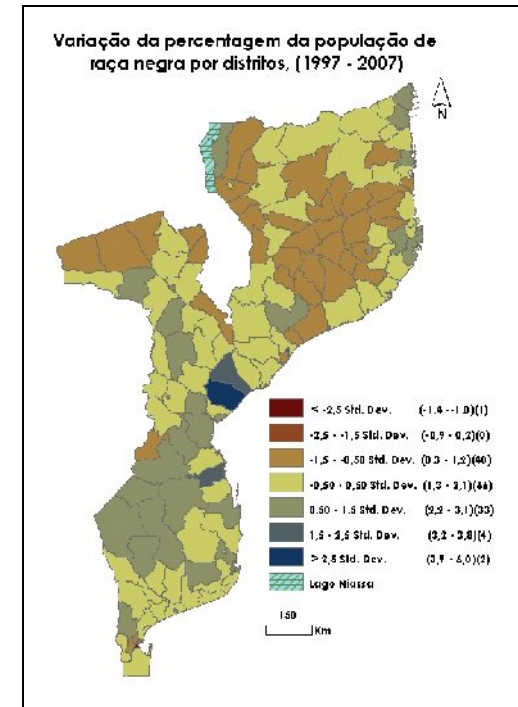 Variação da percentagem da população de
raça negra por distritos, (1997 - 2007)
N
< -2,5 Std. Dev. (-1.4 --1.0)(1)
-2,5 - -1,5 Std. Dev. (-0,9 - 0,2)(0)
-1,5 - -0,50 Std. Dev. (0.3 - 1,2)(40)
-0,50 - 0,50 Std. Dev. (1,3 - 2,1)(66)
0.50 - 1.5 Std. Dev. (2,2 - 3,1)(33)
1,5 - 2,5 Std. Dev. (3,2 - 3,8)(4)
> 2,5 Std. Dev. (3,9 - 6,0)(2)
Lago Niassa
150
Km